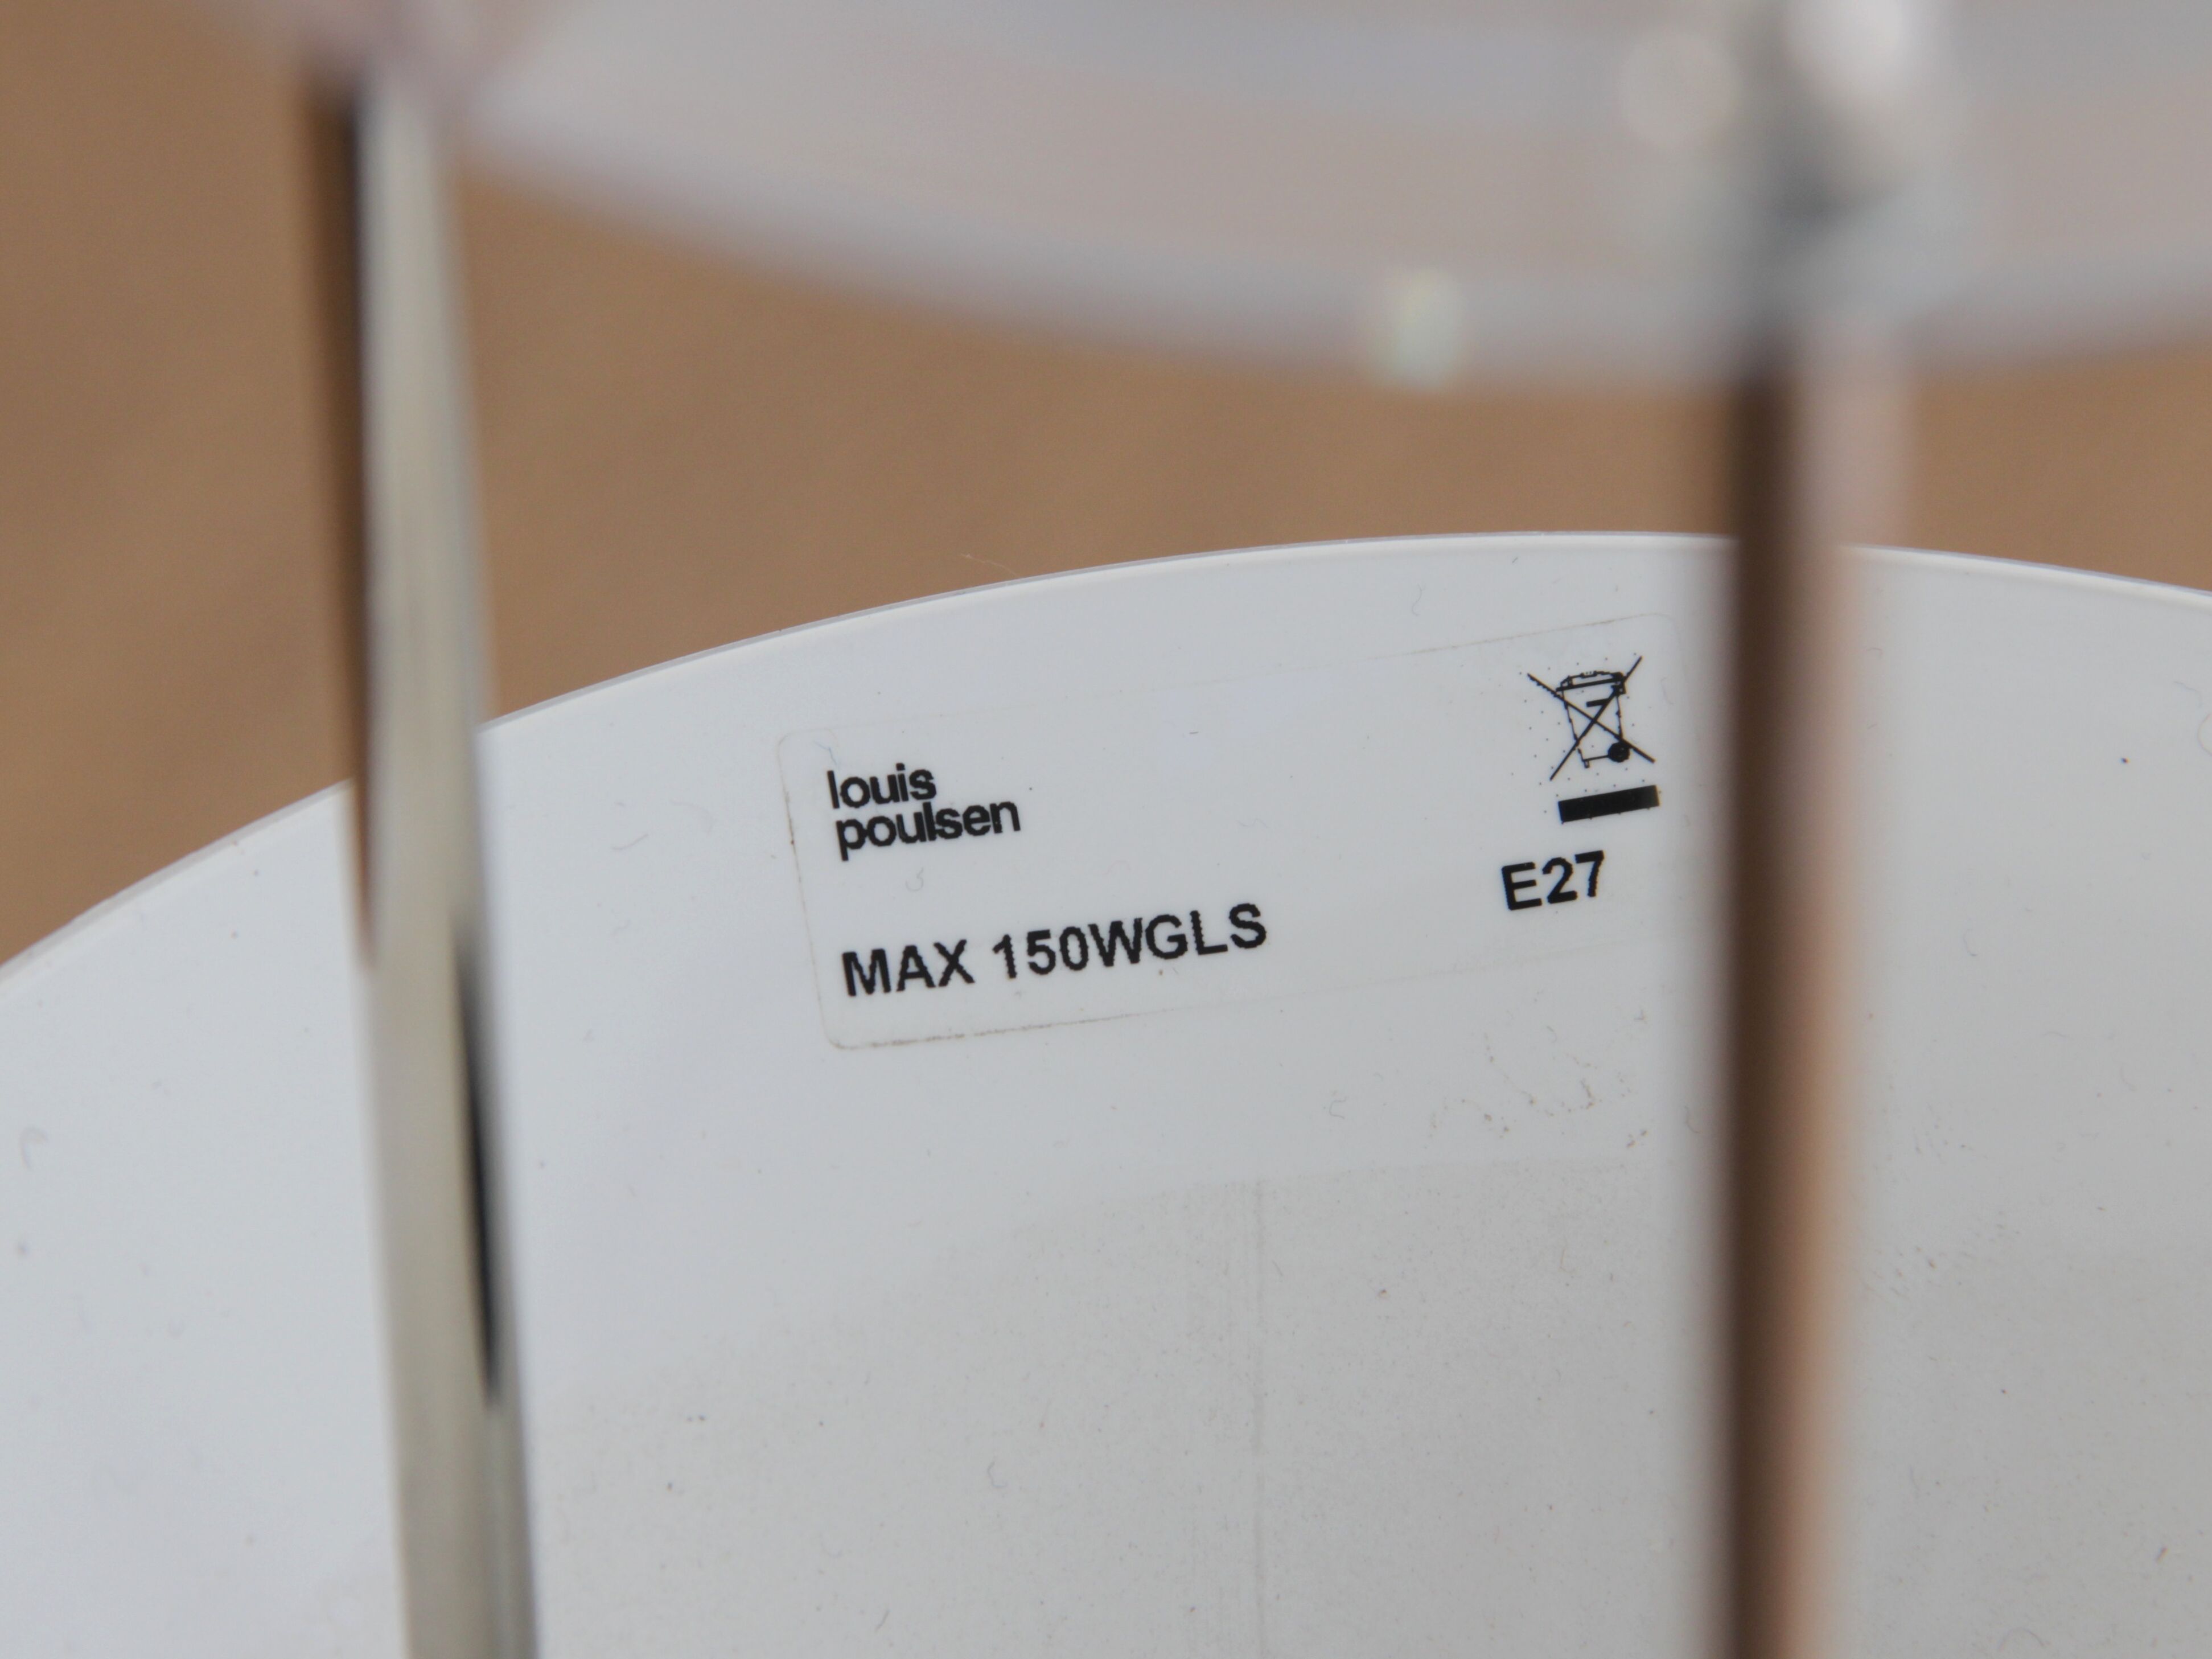 louis
poulsen
E27
MAX 150WGLS